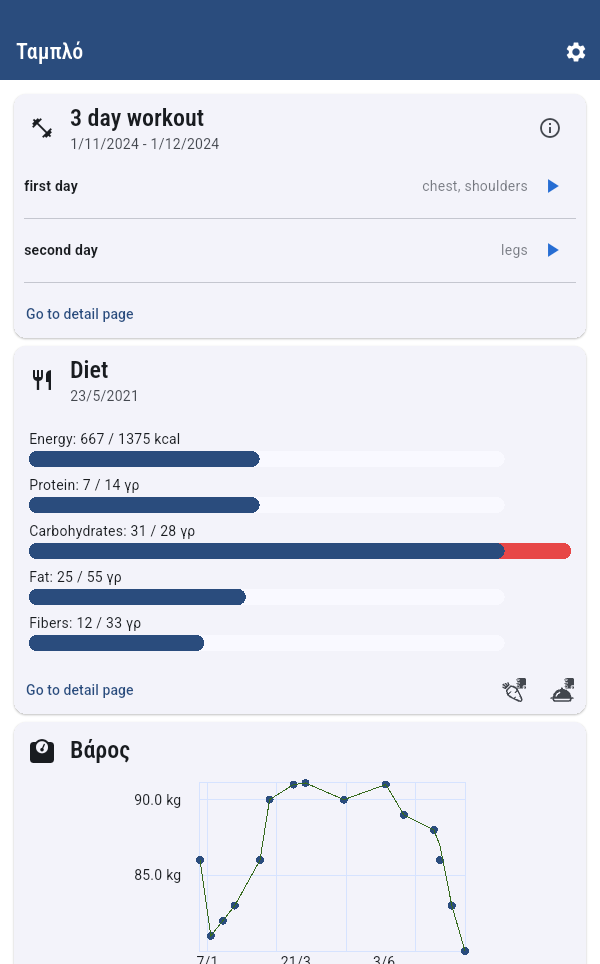 Ταμπλό
3 day workout
1/11/2024 - 1/12/2024
first day chest, shoulders
second day legs
Go to detail page
Diet
23/5/2021
Energy: 667 / 1375 kcal
Protein: 7 / 14 γρ
Carbohydrates: 31 / 28 γρ
Fat: 25 / 55 γρ
Fibers: 12 / 33 γρ
Go to detail page
Βάρος
90.0 kg
85.0 kg
7/1 21/3 3/6